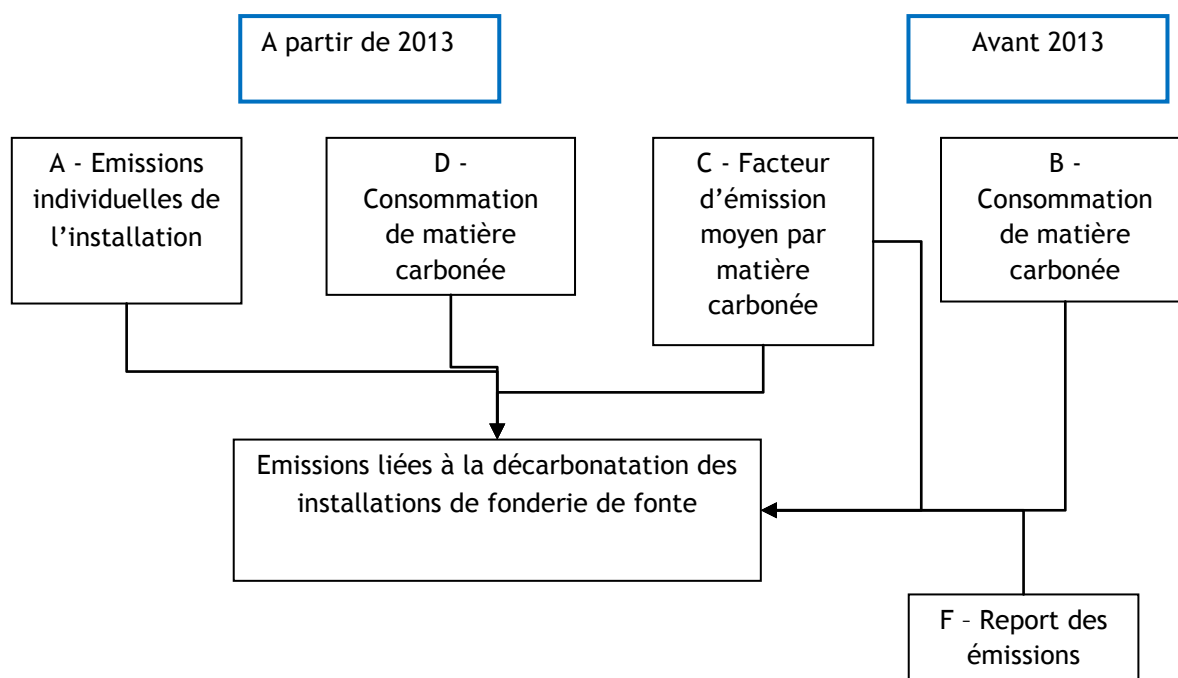 A partir de 2013
Avant 2013
A - Emissions
individuelles de
l’installation
D -
Consommation
de matière
carbonée
C - Facteur
d’émission
moyen par
matière
carbonée
B -
Consommation
de matière
carbonée
Emissions liées à la décarbonatation des
installations de fonderie de fonte
F – Report des
émissions